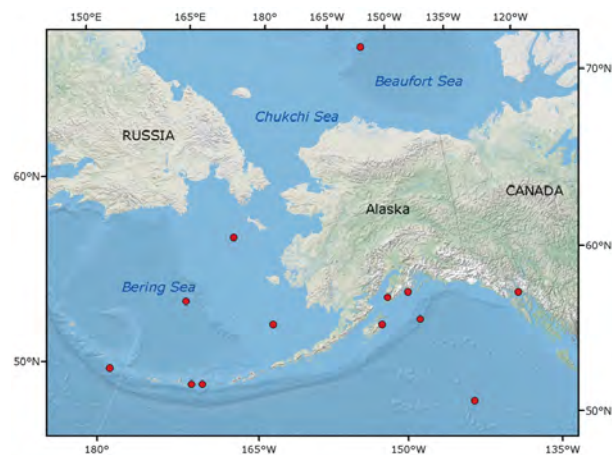 150°W 165°E 180° 165°W 150°W 135°W 120°W
70°N
Beaufort Sea
Chukchi Sea
RUSSIA
60°N
CANADA
Alaska
60°N
Bering Sea
50°N
50°N
180° 165°W 150°W 135°W